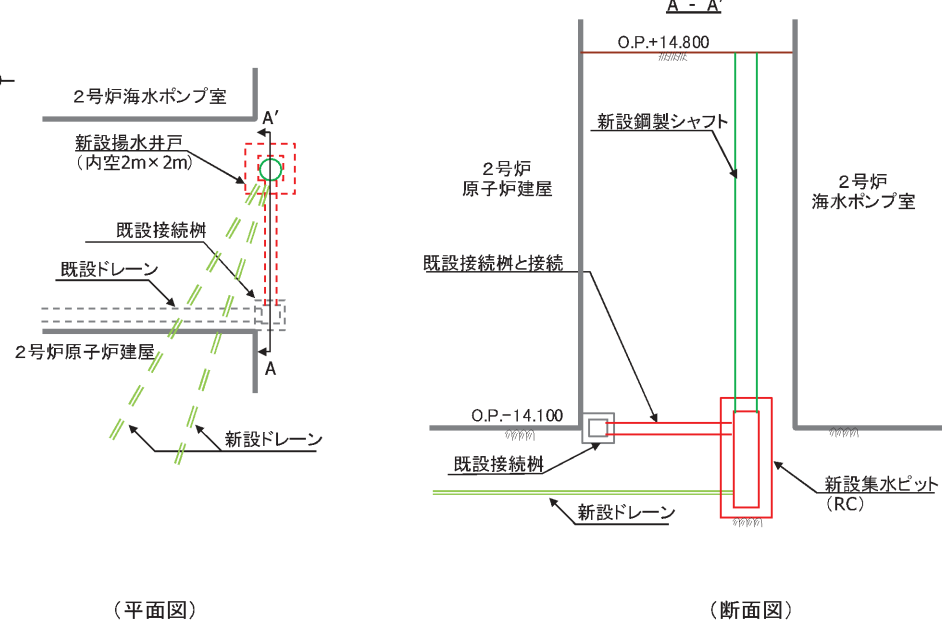 ２号炉海水ポンプ室
A′
新設揚水井戸
（内空2m×2m）
既設接続桝
既設ドレーン
２号炉原子炉建屋
A
新設ドレーン
（平面図）
A - A′
O.P.+14.800
新設鋼製シャフト
２号炉
原子炉建屋
２号炉
海水ポンプ室
既設接続桝と接続
O.P.−14.100
既設接続桝
新設集水ピット
（RC）
新設ドレーン
（断面図）